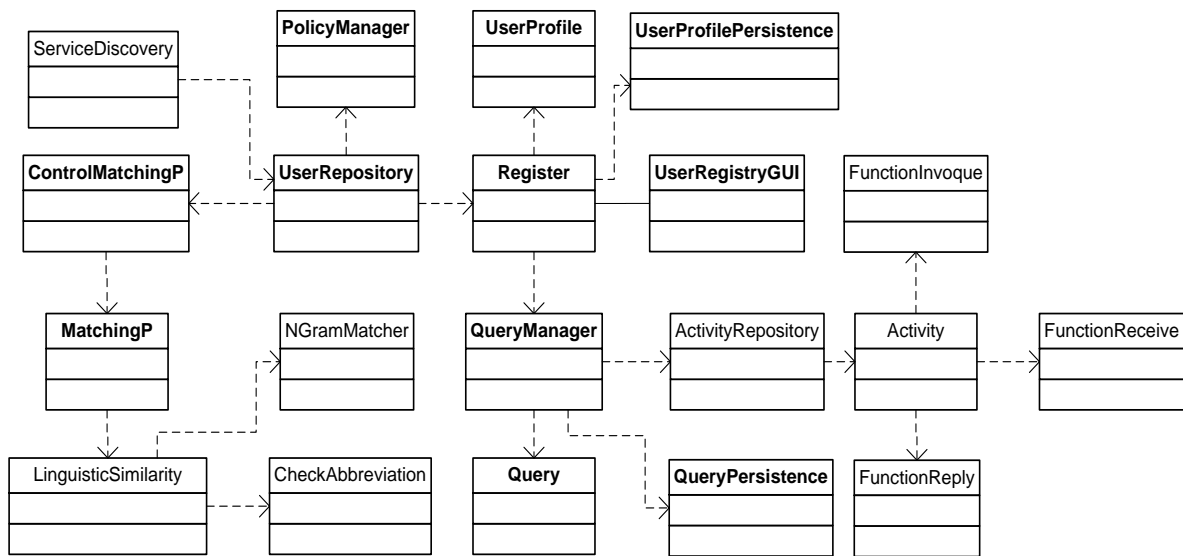 PolicyManager
UserProfile
UserProfilePersistence
ServiceDiscovery
ControlMatchingP
UserRepository
Register
UserRegistryGUI
FunctionInvoque
MatchingP
NGramMatcher
QueryManager
ActivityRepository
Activity
FunctionReceive
LinguisticSimilarity
CheckAbbreviation
Query
QueryPersistence
FunctionReply